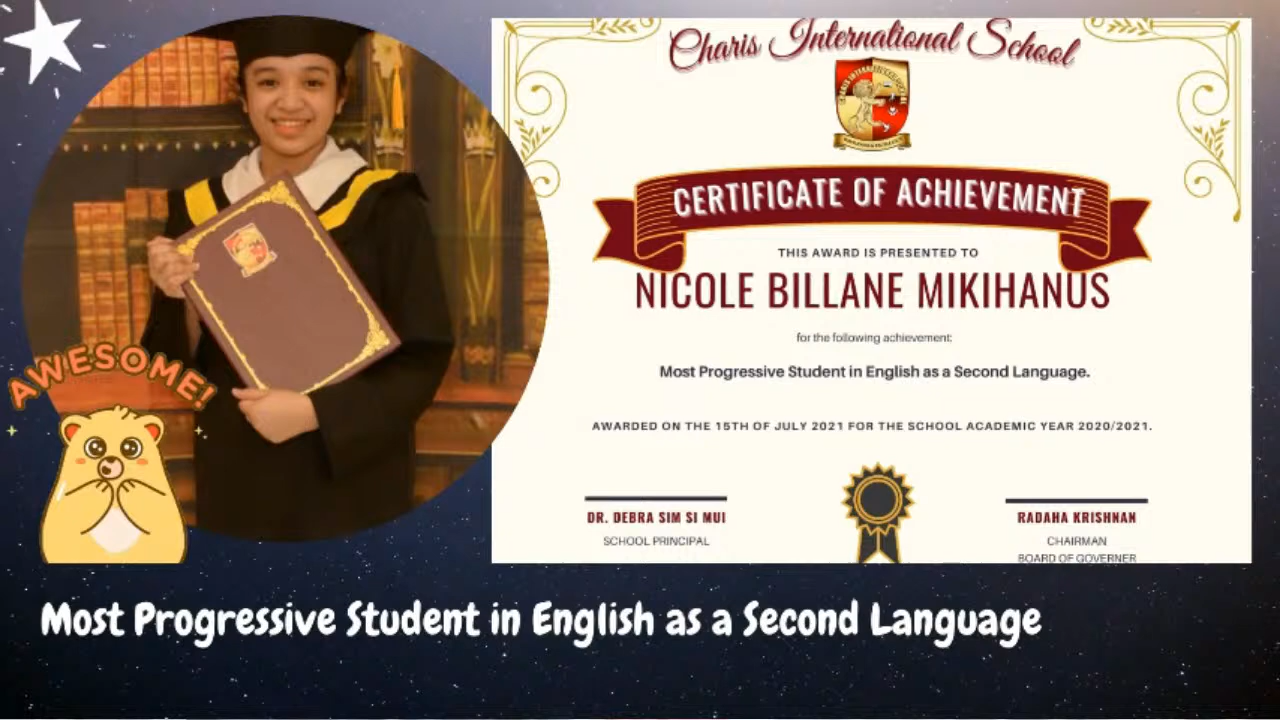 Charis International School
CERTIFICATE OF ACHIEVEMENT
THIS AWARD IS PRESENTED TO
NICOLE BILLANE MIKIHANUS
for the following achievement:
Most Progressive Student in English as a Second Language.
AWARDED ON THE 15TH OF JULY 2021 FOR THE SCHOOL ACADEMIC YEAR 2020/2021.
DR. DEBRA SIM SI MUI
SCHOOL PRINCIPAL
RADAHA KRISHNAN
CHAIRMAN
BOARD OF GOVERNER
AWESOME!
Most Progressive Student in English as a Second Language